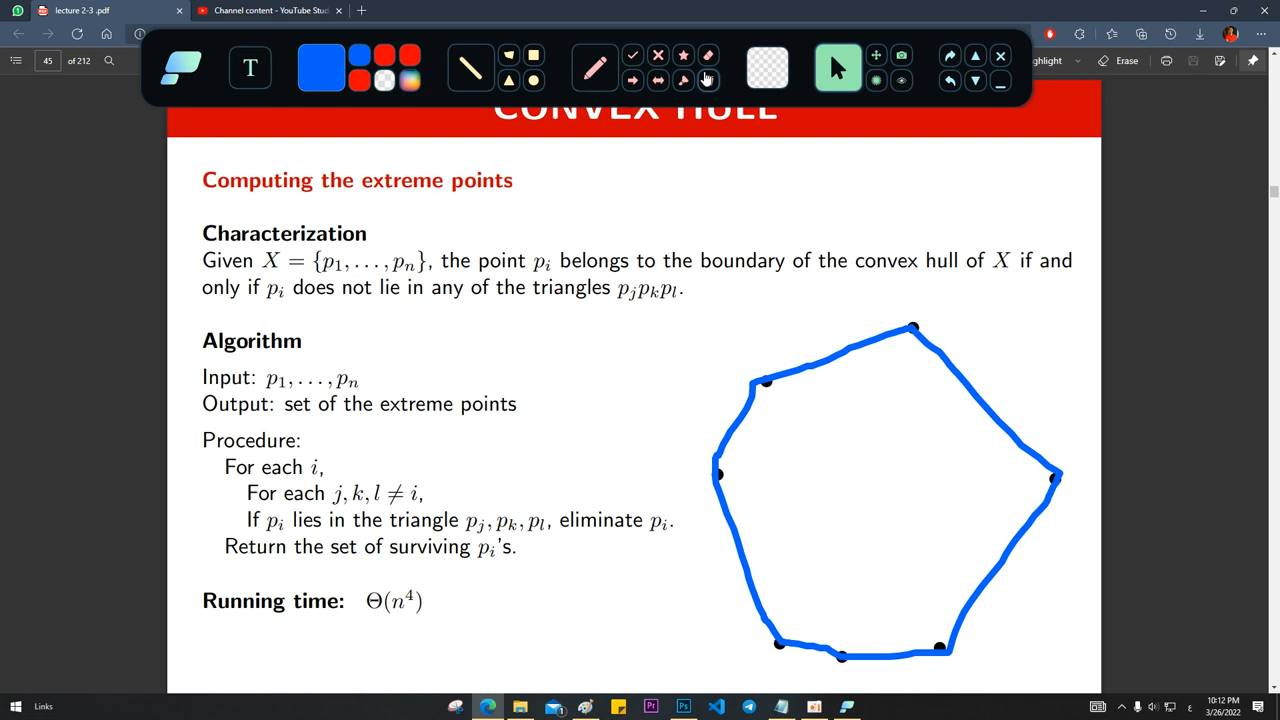 lecture 2-3 .pdf
Channel content - YouTube Stud
45 of 212
T
ighlight
Erase
CONVEX HULL
Computing the extreme points
Characterization
Given X = {p₁, . . . , pₙ}, the point pᵢ belongs to the boundary of the convex hull of X if and
only if pᵢ does not lie in any of the triangles pⱼpₖpₗ.
Algorithm
Input: p₁, . . . , pₙ
Output: set of the extreme points
Procedure:
For each i,
For each j, k, l ≠ i,
If pᵢ lies in the triangle pⱼ, pₖ, pₗ, eliminate pᵢ.
Return the set of surviving pᵢ's.
Running time: Θ(n⁴)
Links
Pr
Ps
ع
10:12 PM
3/26/2022